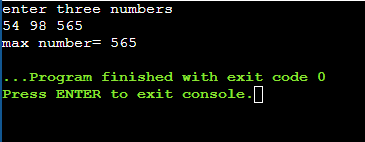 enter three numbers
54 98 565
max number= 565
...Program finished with exit code 0
Press ENTER to exit console.